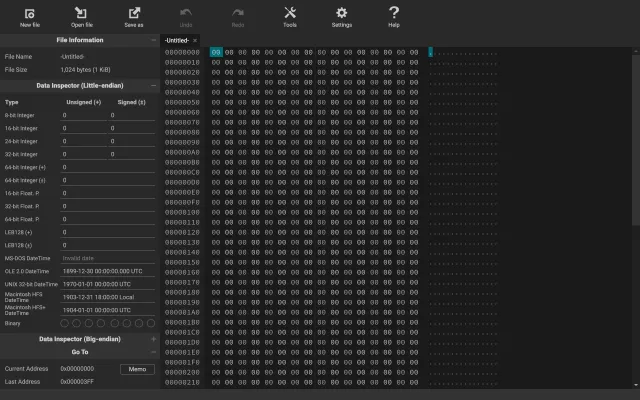 New file Open file Save as Undo Redo Tools Settings Help
File Information
File Name -Untitled-
File Size 1,024 bytes (1 KiB)
Data Inspector (Little-endian)
Type Unsigned (+) Signed (±)
8-bit Integer 0 0
16-bit Integer 0 0
24-bit Integer 0 0
32-bit Integer 0 0
64-bit Integer (+) 0
64-bit Integer (±) 0
16-bit Float. P. 0
32-bit Float. P. 0
64-bit Float. P. 0
LEB128 (+) 0
LEB128 (±) 0
MS-DOS DateTime Invalid date
OLE 2.0 DateTime 1899-12-30 00:00:00.000 UTC
UNIX 32-bit DateTime 1970-01-01 00:00:00 UTC
Macintosh HFS DateTime 1903-12-31 18:00:00 Local
Macintosh HFS+ DateTime 1904-01-01 00:00:00 UTC
Binary
Data Inspector (Big-endian)
Go To
Current Address 0x00000000 Memo
Last Address 0x000003FF
-Untitled- ×
00000000 00 00 00 00 00 00 00 00 00 00 00 00 00 00 00 00 ................
00000010 00 00 00 00 00 00 00 00 00 00 00 00 00 00 00 00 ................
00000020 00 00 00 00 00 00 00 00 00 00 00 00 00 00 00 00 ................
00000030 00 00 00 00 00 00 00 00 00 00 00 00 00 00 00 00 ................
00000040 00 00 00 00 00 00 00 00 00 00 00 00 00 00 00 00 ................
00000050 00 00 00 00 00 00 00 00 00 00 00 00 00 00 00 00 ................
00000060 00 00 00 00 00 00 00 00 00 00 00 00 00 00 00 00 ................
00000070 00 00 00 00 00 00 00 00 00 00 00 00 00 00 00 00 ................
00000080 00 00 00 00 00 00 00 00 00 00 00 00 00 00 00 00 ................
00000090 00 00 00 00 00 00 00 00 00 00 00 00 00 00 00 00 ................
000000A0 00 00 00 00 00 00 00 00 00 00 00 00 00 00 00 00 ................
000000B0 00 00 00 00 00 00 00 00 00 00 00 00 00 00 00 00 ................
000000C0 00 00 00 00 00 00 00 00 00 00 00 00 00 00 00 00 ................
000000D0 00 00 00 00 00 00 00 00 00 00 00 00 00 00 00 00 ................
000000E0 00 00 00 00 00 00 00 00 00 00 00 00 00 00 00 00 ................
000000F0 00 00 00 00 00 00 00 00 00 00 00 00 00 00 00 00 ................
00000100 00 00 00 00 00 00 00 00 00 00 00 00 00 00 00 00 ................
00000110 00 00 00 00 00 00 00 00 00 00 00 00 00 00 00 00 ................
00000120 00 00 00 00 00 00 00 00 00 00 00 00 00 00 00 00 ................
00000130 00 00 00 00 00 00 00 00 00 00 00 00 00 00 00 00 ................
00000140 00 00 00 00 00 00 00 00 00 00 00 00 00 00 00 00 ................
00000150 00 00 00 00 00 00 00 00 00 00 00 00 00 00 00 00 ................
00000160 00 00 00 00 00 00 00 00 00 00 00 00 00 00 00 00 ................
00000170 00 00 00 00 00 00 00 00 00 00 00 00 00 00 00 00 ................
00000180 00 00 00 00 00 00 00 00 00 00 00 00 00 00 00 00 ................
00000190 00 00 00 00 00 00 00 00 00 00 00 00 00 00 00 00 ................
000001A0 00 00 00 00 00 00 00 00 00 00 00 00 00 00 00 00 ................
000001B0 00 00 00 00 00 00 00 00 00 00 00 00 00 00 00 00 ................
000001C0 00 00 00 00 00 00 00 00 00 00 00 00 00 00 00 00 ................
000001D0 00 00 00 00 00 00 00 00 00 00 00 00 00 00 00 00 ................
000001E0 00 00 00 00 00 00 00 00 00 00 00 00 00 00 00 00 ................
000001F0 00 00 00 00 00 00 00 00 00 00 00 00 00 00 00 00 ................
00000200 00 00 00 00 00 00 00 00 00 00 00 00 00 00 00 00 ................
00000210 00 00 00 00 00 00 00 00 00 00 00 00 00 00 00 00 ................